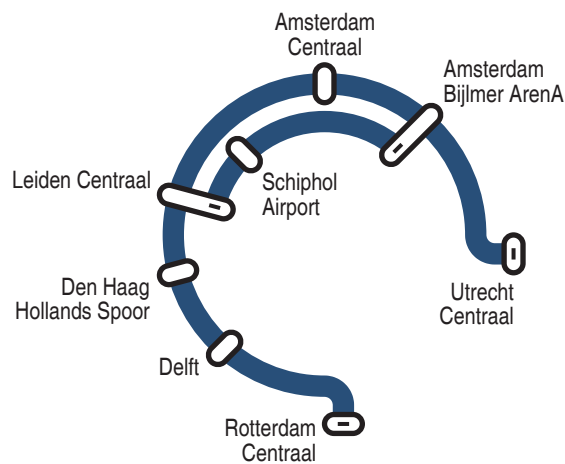 Amsterdam
Centraal
Amsterdam
Bijlmer ArenA
Leiden Centraal
Schiphol
Airport
Den Haag
Hollands Spoor
Utrecht
Centraal
Delft
Rotterdam
Centraal